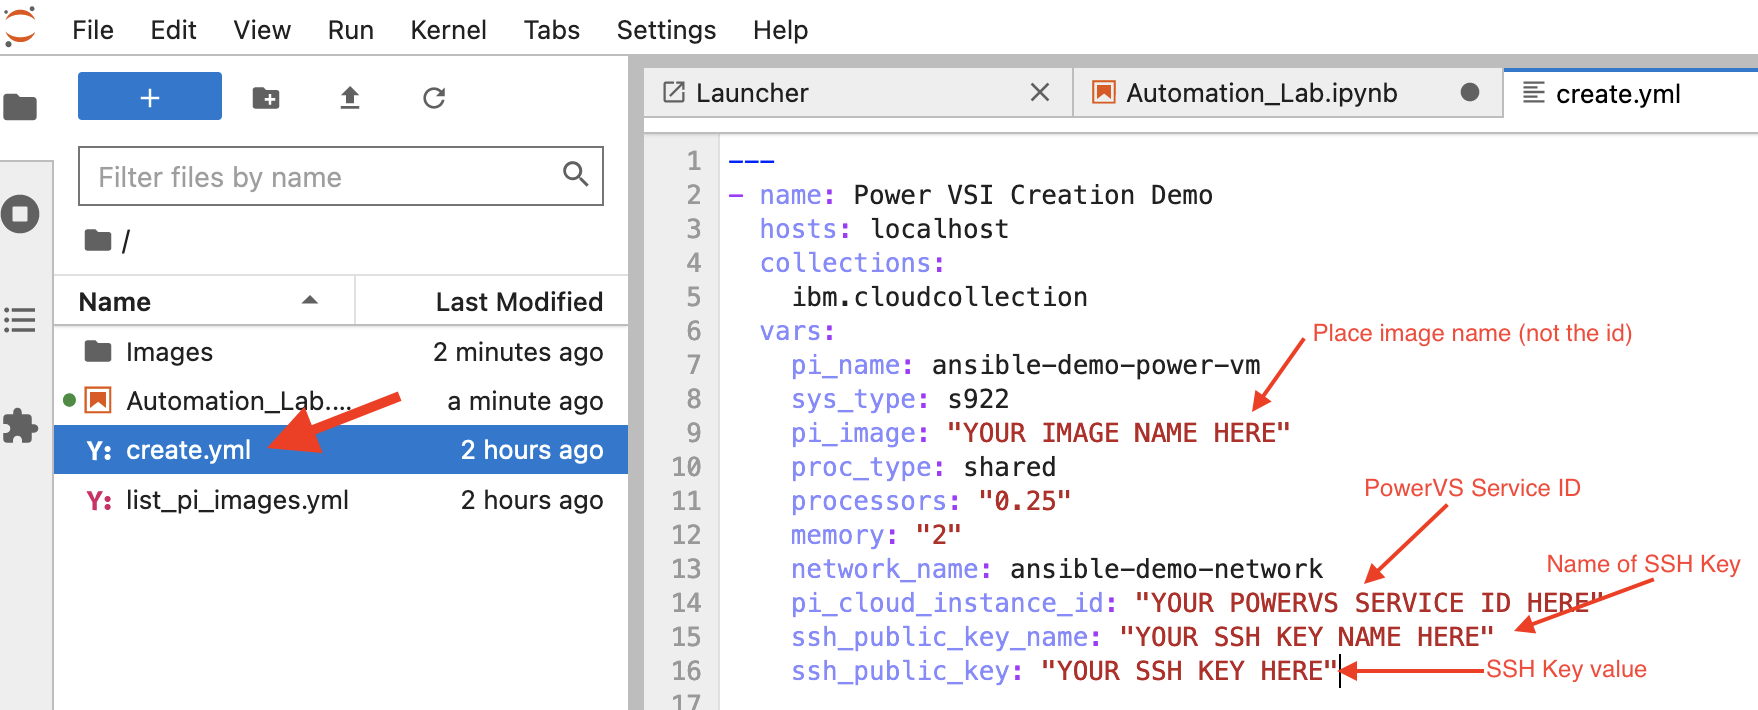 File Edit View Run Kernel Tabs Settings Help
+
Filter files by name
/
Name Last Modified
Images 2 minutes ago
Automation_Lab.... a minute ago
Y: create.yml 2 hours ago
Y: list_pi_images.yml 2 hours ago
Launcher Automation_Lab.ipynb create.yml
1 ---
2 - name: Power VSI Creation Demo
3 hosts: localhost
4 collections:
5 ibm.cloudcollection
6 vars:
Place image name (not the id)
7 pi_name: ansible-demo-power-vm
8 sys_type: s922
9 pi_image: "YOUR IMAGE NAME HERE"
10 proc_type: shared
PowerVS Service ID
11 processors: "0.25"
12 memory: "2"
13 network_name: ansible-demo-network
Name of SSH Key
14 pi_cloud_instance_id: "YOUR POWERVS SERVICE ID HERE"
15 ssh_public_key_name: "YOUR SSH KEY NAME HERE"
16 ssh_public_key: "YOUR SSH KEY HERE"
SSH Key value
17